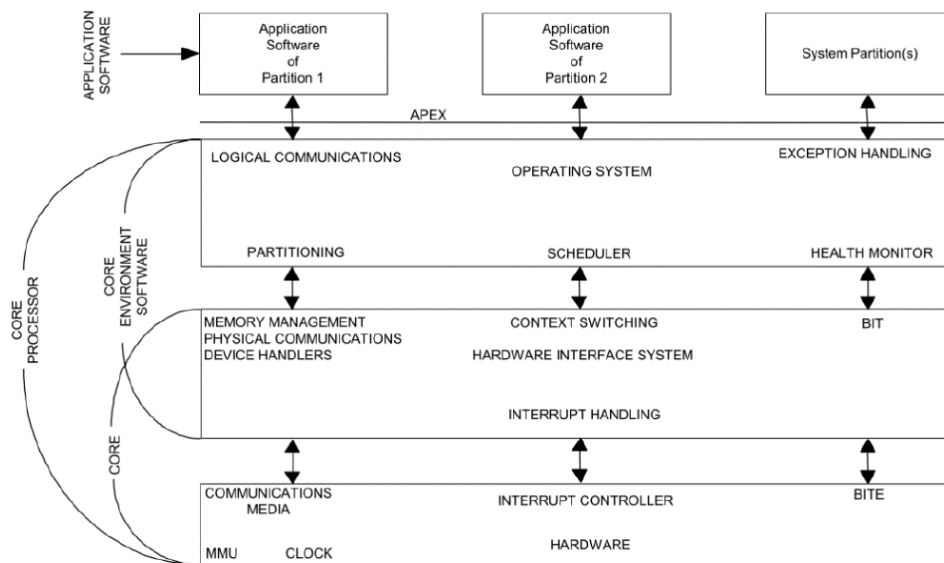 APPLICATION
SOFTWARE
Application
Software
of
Partition 1
Application
Software
of
Partition 2
System Partition(s)
APEX
LOGICAL COMMUNICATIONS
OPERATING SYSTEM
EXCEPTION HANDLING
PARTITIONING
SCHEDULER
HEALTH MONITOR
CORE
ENVIRONMENT
SOFTWARE
CORE
PROCESSOR
MEMORY MANAGEMENT
PHYSICAL COMMUNICATIONS
DEVICE HANDLERS
CONTEXT SWITCHING
HARDWARE INTERFACE SYSTEM
BIT
INTERRUPT HANDLING
CORE
COMMUNICATIONS
MEDIA
INTERRUPT CONTROLLER
BITE
HARDWARE
MMU
CLOCK